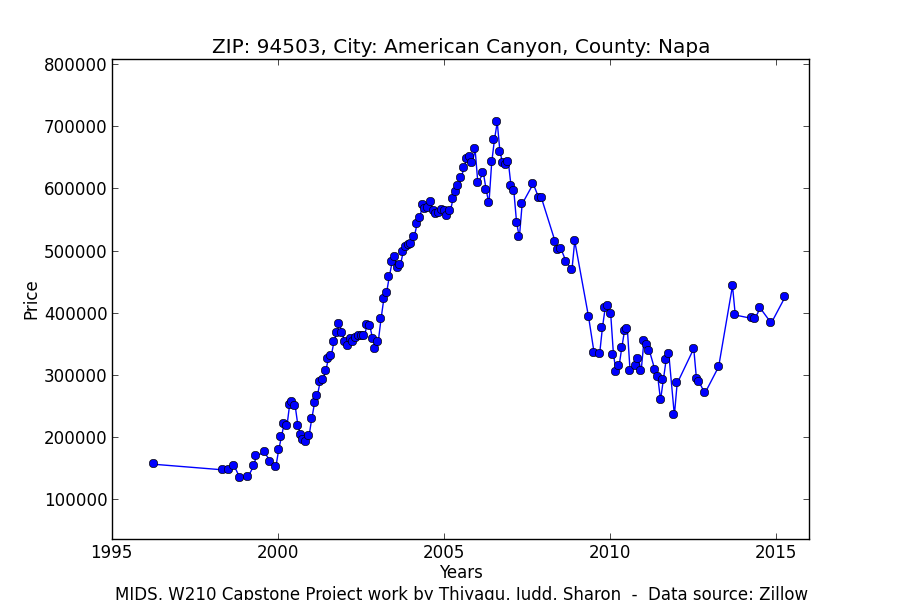 ZIP: 94503, City: American Canyon, County: Napa
800000
700000
600000
500000
400000
300000
200000
100000
Price
1995 2000 2005 2010 2015
Years
MIDS, W210 Capstone Project work by Thiyagu, Judd, Sharon - Data source: Zillow